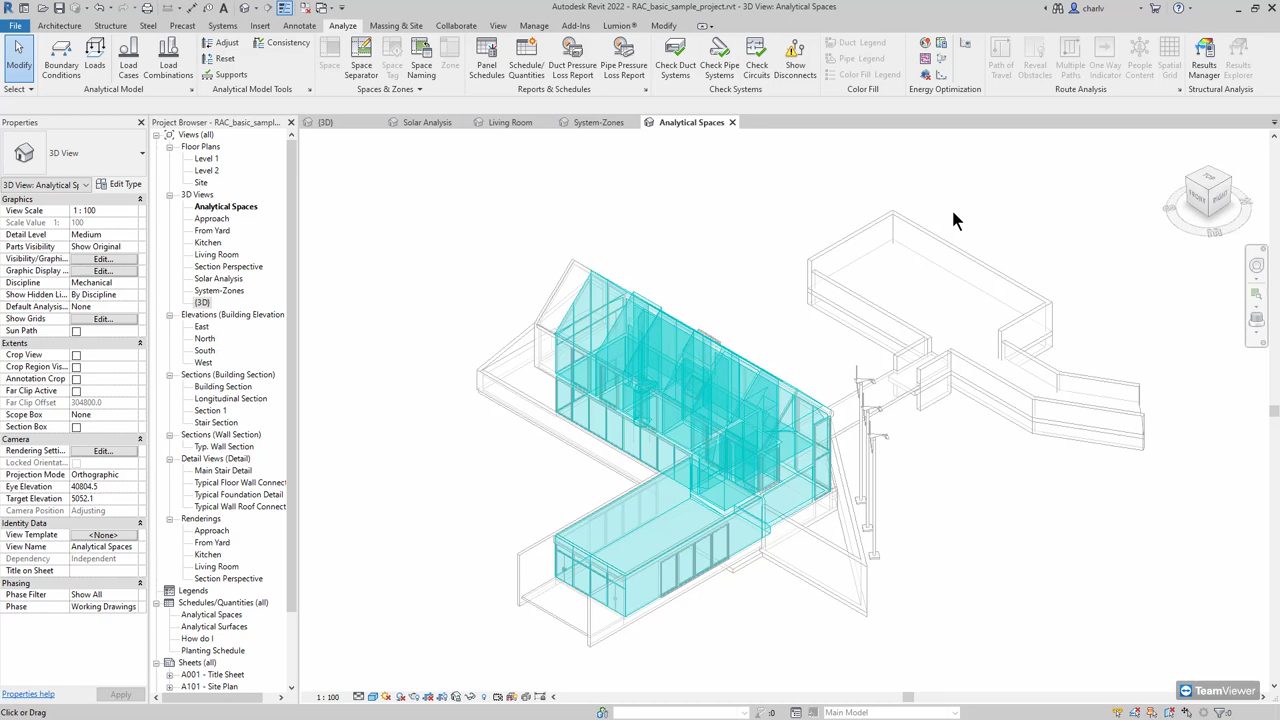 Autodesk Revit 2022 - RAC_basic_sample_project.rvt - 3D View: Analytical Spaces
charlv
File Architecture Structure Steel Precast Systems Insert Annotate Analyze Massing & Site Collaborate View Manage Add-Ins Lumion® Modify
Modify
Select
Boundary Conditions
Loads
Load Cases
Load Combinations
Analytical Model
Adjust
Reset
Supports
Consistency
Analytical Model Tools
Space
Space Separator
Space Tag
Space Naming
Zone
Spaces & Zones
Panel Schedules
Schedule/ Quantities
Duct Pressure Loss Report
Pipe Pressure Loss Report
Reports & Schedules
Check Duct Systems
Check Pipe Systems
Check Circuits
Show Disconnects
Check Systems
Duct Legend
Pipe Legend
Color Fill Legend
Color Fill
Energy Optimization
Path of Travel
Reveal Obstacles
Multiple Paths
One Way Indicator
People Content
Spatial Grid
Route Analysis
Results Manager
Results Explorer
Structural Analysis
Properties
3D View
3D View: Analytical Sp
Edit Type
Graphics
View Scale 1 : 100
Scale Value 1: 100
Detail Level Medium
Parts Visibility Show Original
Visibility/Graphi... Edit...
Graphic Display ... Edit...
Discipline Mechanical
Show Hidden Li... By Discipline
Default Analysis... None
Show Grids Edit...
Sun Path
Extents
Crop View
Crop Region Vis...
Annotation Crop
Far Clip Active
Far Clip Offset 304800.0
Scope Box None
Section Box
Camera
Rendering Setti... Edit...
Locked Orientat...
Projection Mode Orthographic
Eye Elevation 40804.5
Target Elevation 5052.1
Camera Position Adjusting
Identity Data
View Template <None>
View Name Analytical Spaces
Dependency Independent
Title on Sheet
Phasing
Phase Filter Show All
Phase Working Drawings
Properties help
Apply
Project Browser - RAC_basic_sampl...
Views (all)
Floor Plans
Level 1
Level 2
Site
3D Views
Analytical Spaces
Approach
From Yard
Kitchen
Living Room
Section Perspective
Solar Analysis
System-Zones
{3D}
Elevations (Building Elevation
East
North
South
West
Sections (Building Section)
Building Section
Longitudinal Section
Section 1
Stair Section
Sections (Wall Section)
Typ. Wall Section
Detail Views (Detail)
Main Stair Detail
Typical Floor Wall Connect
Typical Foundation Detail
Typical Wall Roof Connect
Renderings
Approach
From Yard
Kitchen
Living Room
Section Perspective
Legends
Schedules/Quantities (all)
Analytical Spaces
Analytical Surfaces
How do I
Planting Schedule
Sheets (all)
A001 - Title Sheet
A101 - Site Plan
{3D}
Solar Analysis
Living Room
System-Zones
Analytical Spaces
TOP
FRONT
RIGHT
1 : 100
TeamViewer
Click or Drag
:0
Main Model
:0